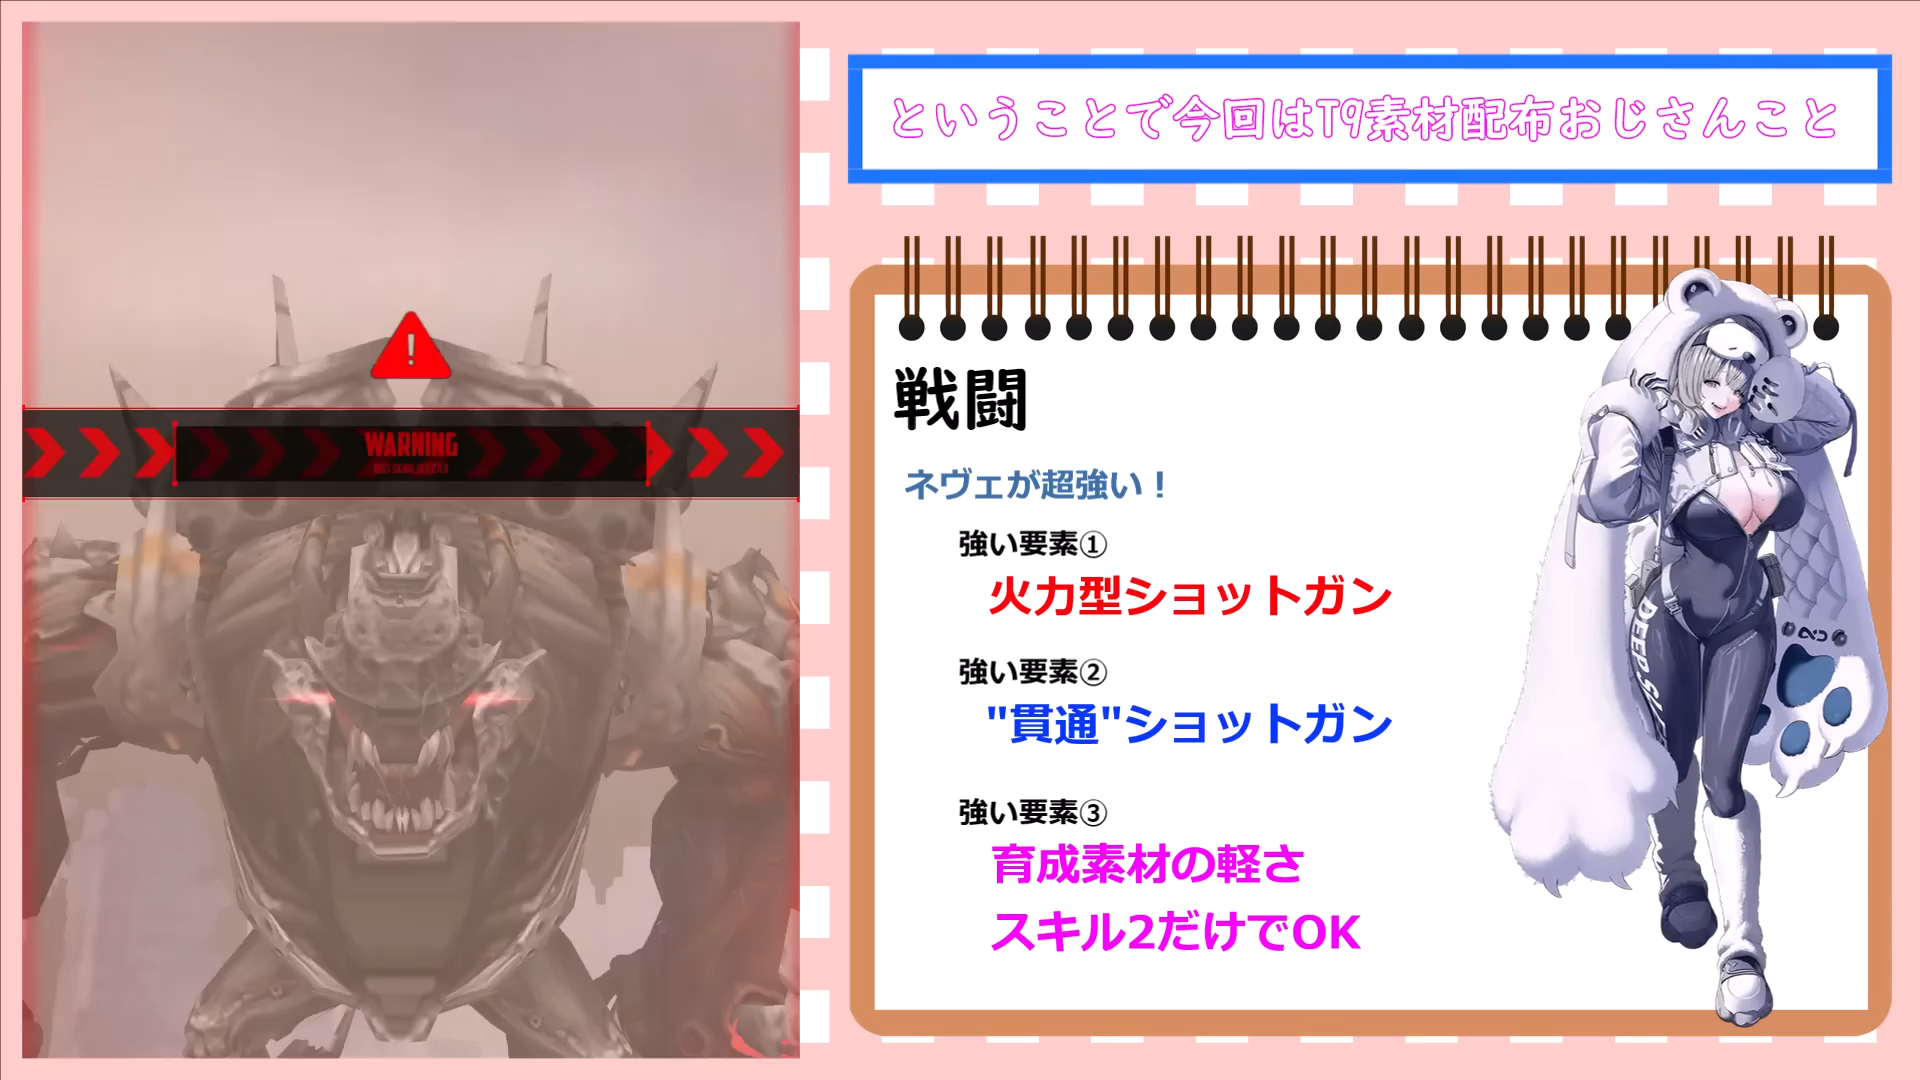 ということで今回はT9素材配布おじさんこと
WARNING
戦闘
ネヴェが超強い！
強い要素①
火力型ショットガン
強い要素②
"貫通"ショットガン
強い要素③
育成素材の軽さ
スキル2だけでOK